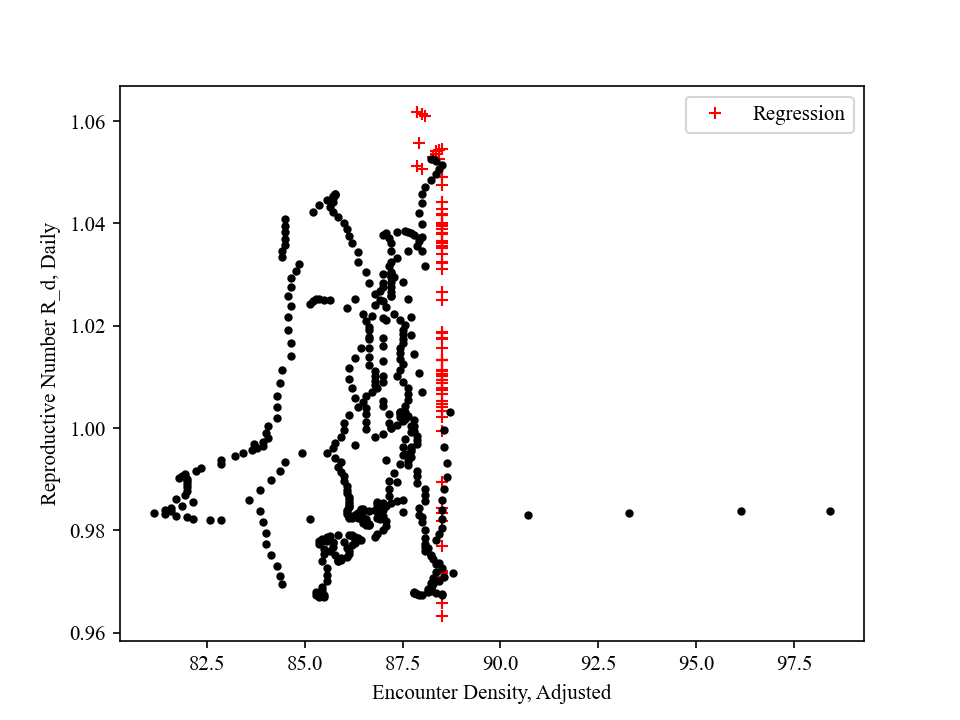 Regression
1.06
1.04
1.02
1.00
0.98
0.96
Reproductive Number R_d, Daily
82.5 85.0 87.5 90.0 92.5 95.0 97.5
Encounter Density, Adjusted